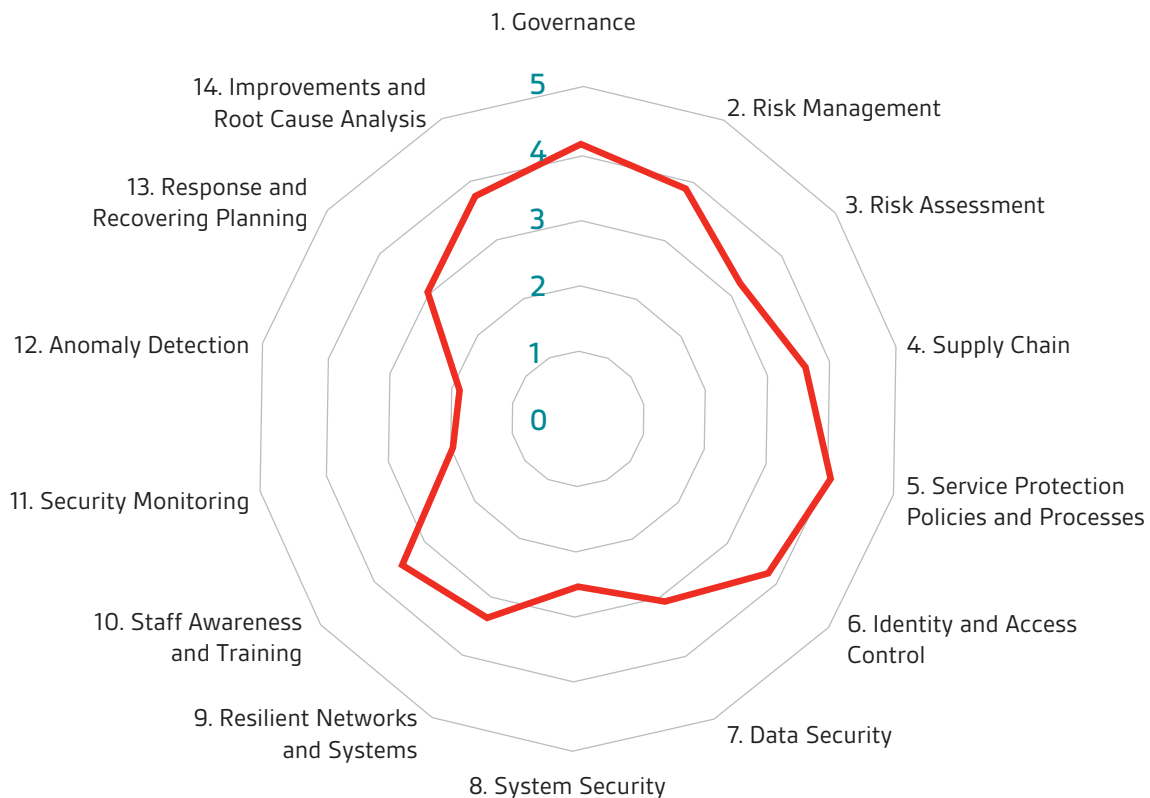 1. Governance
2. Risk Management
3. Risk Assessment
4. Supply Chain
5. Service Protection
Policies and Processes
6. Identity and Access
Control
7. Data Security
8. System Security
9. Resilient Networks
and Systems
10. Staff Awareness
and Training
11. Security Monitoring
12. Anomaly Detection
13. Response and
Recovering Planning
14. Improvements and
Root Cause Analysis
5
4
3
2
1
0